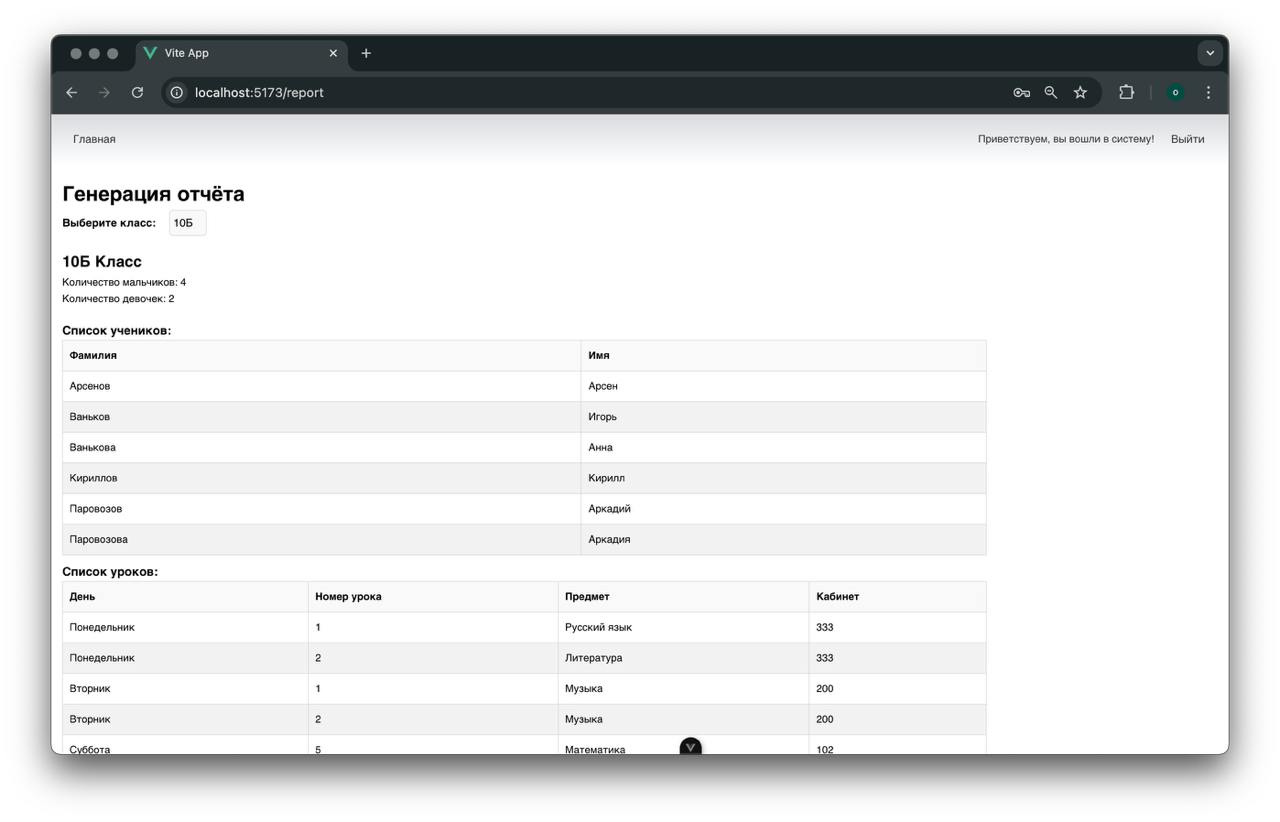 Vite App
localhost:5173/report
O
Главная
Приветствуем, вы вошли в систему! Выйти
Генерация отчёта
Выберите класс: 10Б
10Б Класс
Количество мальчиков: 4
Количество девочек: 2
Список учеников:
Фамилия Имя
Арсенов Арсен
Ваньков Игорь
Ванькова Анна
Кириллов Кирилл
Паровозов Аркадий
Паровозова Аркадия
Список уроков:
День Номер урока Предмет Кабинет
Понедельник 1 Русский язык 333
Понедельник 2 Литература 333
Вторник 1 Музыка 200
Вторник 2 Музыка 200
Суббота 5 Математика 102